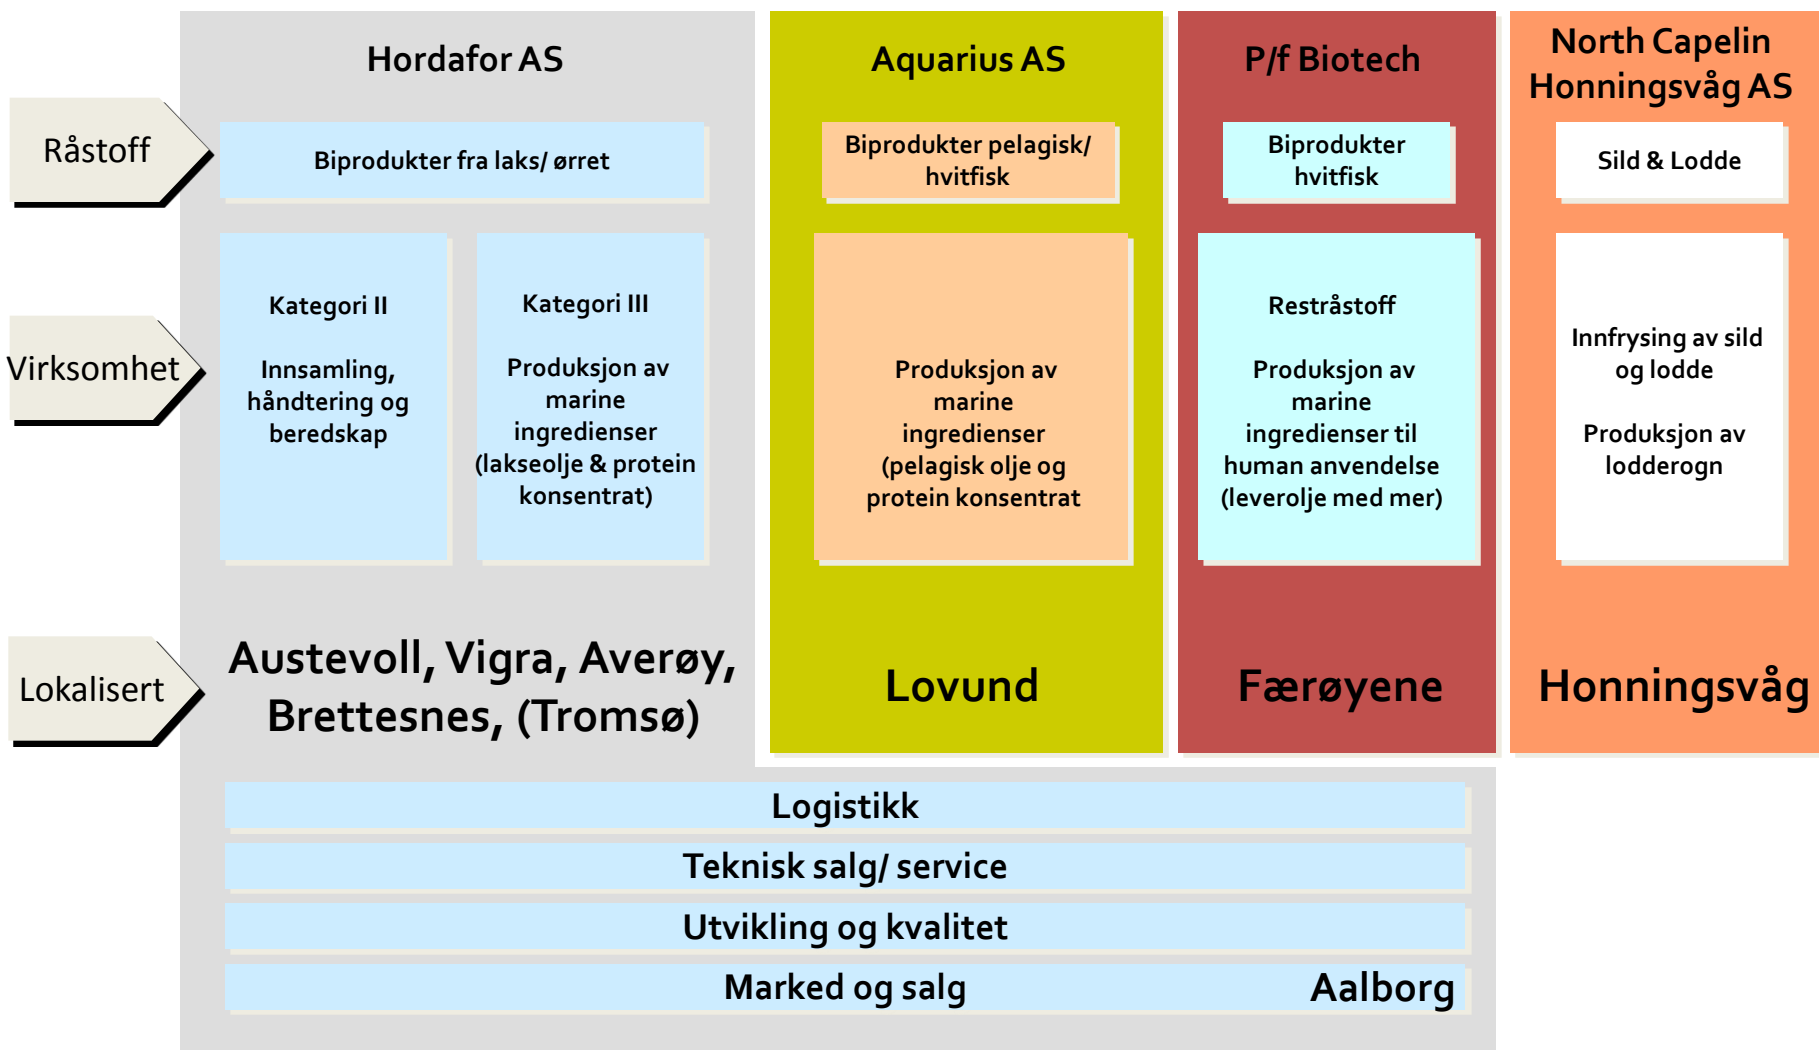 Hordafor AS
Aquarius AS
P/f Biotech
North Capelin
Honningsvåg AS
Råstoff
Biprodukter fra laks/ ørret
Biprodukter pelagisk/
hvitfisk
Biprodukter
hvitfisk
Sild & Lodde
Virksomhet
Kategori II
Innsamling,
håndtering og
beredskap
Kategori III
Produksjon av
marine
ingredienser
(lakseolje & protein
konsentrat)
Produksjon av
marine
ingredienser
(pelagisk olje og
protein konsentrat
Restråstoff
Produksjon av
marine
ingredienser til
human anvendelse
(leverolje med mer)
Innfrysing av sild
og lodde
Produksjon av
lodderogn
Lokalisert
Austevoll, Vigra, Averøy,
Brettesnes, (Tromsø)
Lovund
Færøyene
Honningsvåg
Logistikk
Teknisk salg/ service
Utvikling og kvalitet
Marked og salg
Aalborg